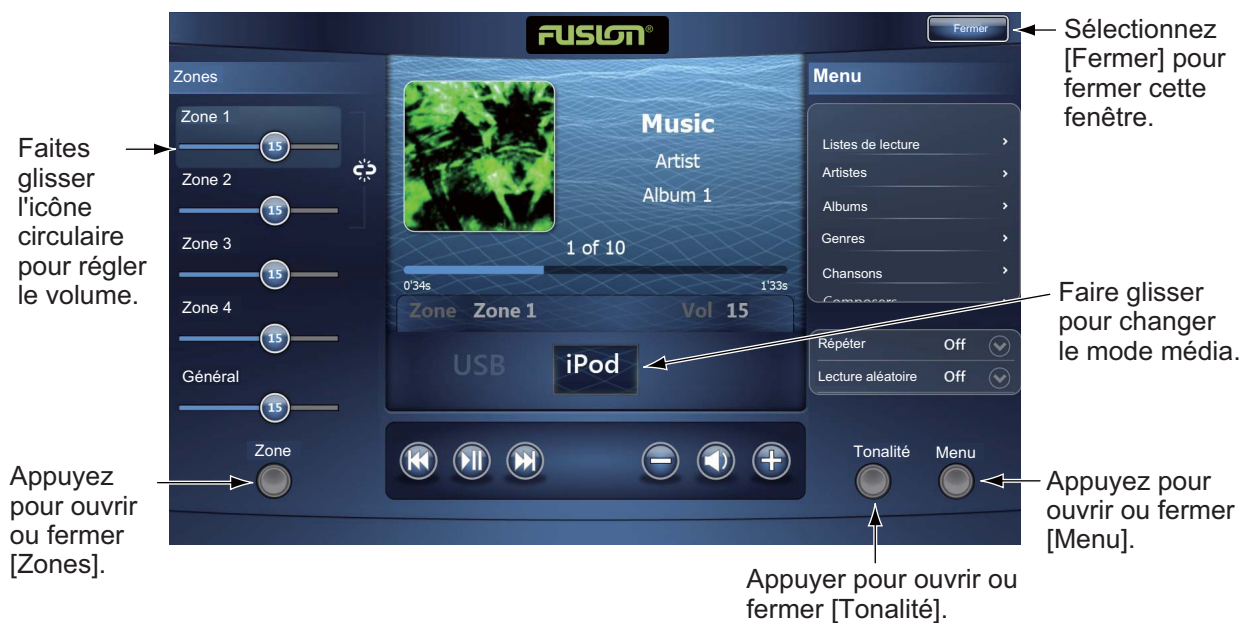 FUSION®
Fermer
Sélectionnez
[Fermer] pour
fermer cette
fenêtre.
Zones
Zone 1
15
Zone 2
15
Zone 3
15
Zone 4
15
Général
15
Zone
Faites
glisser
l'icône
circulaire
pour régler
le volume.
Appuyez
pour ouvrir
ou fermer
[Zones].
Music
Artist
Album 1
1 of 10
0'34s
1'33s
Zone Zone 1 Vol 15
USB iPod
Menu
Listes de lecture
Artistes
Albums
Genres
Chansons
Composers
Répéter Off
Lecture aléatoire Off
Faire glisser
pour changer
le mode média.
Tonalité
Menu
Appuyez pour
ouvrir ou fermer
[Menu].
Appuyer pour ouvrir ou
fermer [Tonalité].